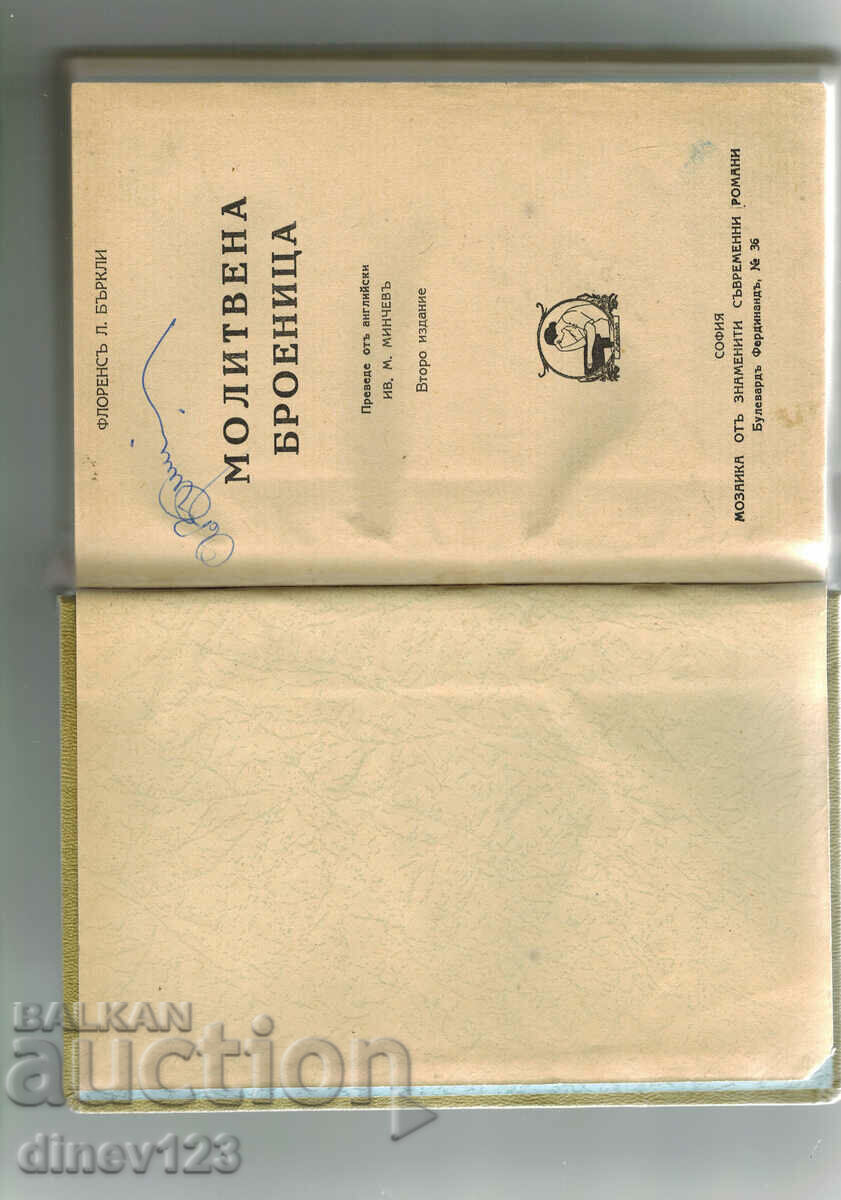 ФЛОРЕНСЪ Л. БЪРКЛИ
МОЛИТВЕНА
БРОЕНИЦА
Преведе отъ английски
ИВ. М. МИНЧЕВЪ
Второ издание
СОФИЯ
МОЗАЙКА ОТЪ ЗНАМЕНИТИ СЪВРЕМЕННИ РОМАНИ
Булевардъ Фердинандъ, № 36
BALKAN
auction
dinev123